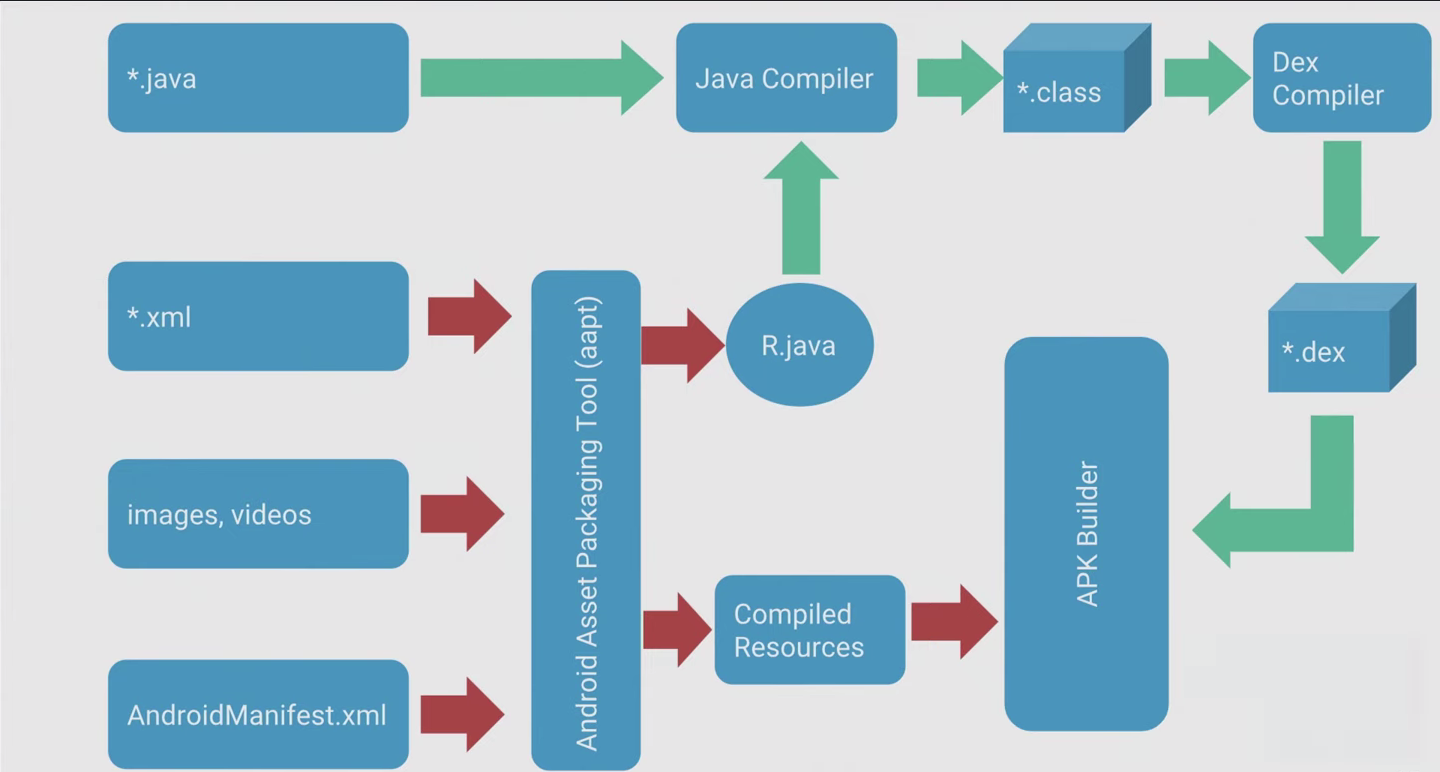 *.java
Java Compiler
*.class
Dex
Compiler
*.xml
Android Asset Packaging Tool (aapt)
R.java
*.dex
images, videos
APK Builder
Compiled
Resources
AndroidManifest.xml